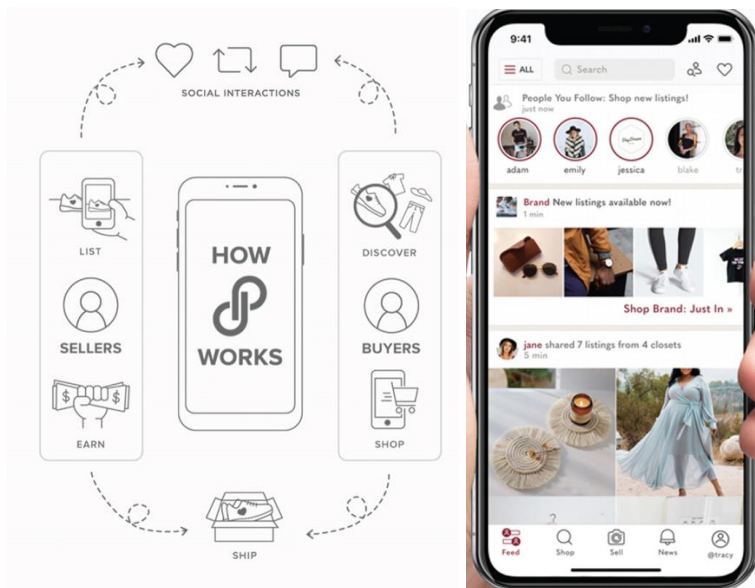 SOCIAL INTERACTIONS
LIST
SELLERS
EARN
HOW
WORKS
DISCOVER
BUYERS
SHOP
SHIP
$ $
9:41
ALL
Search
People You Follow: Shop new listings!
just now
adam
emily
jessica
blake
Brand New listings available now!
1 min
Shop Brand: Just In »
jane shared 7 listings from 4 closets
5 min
Feed
Shop
Sell
News
@tracy